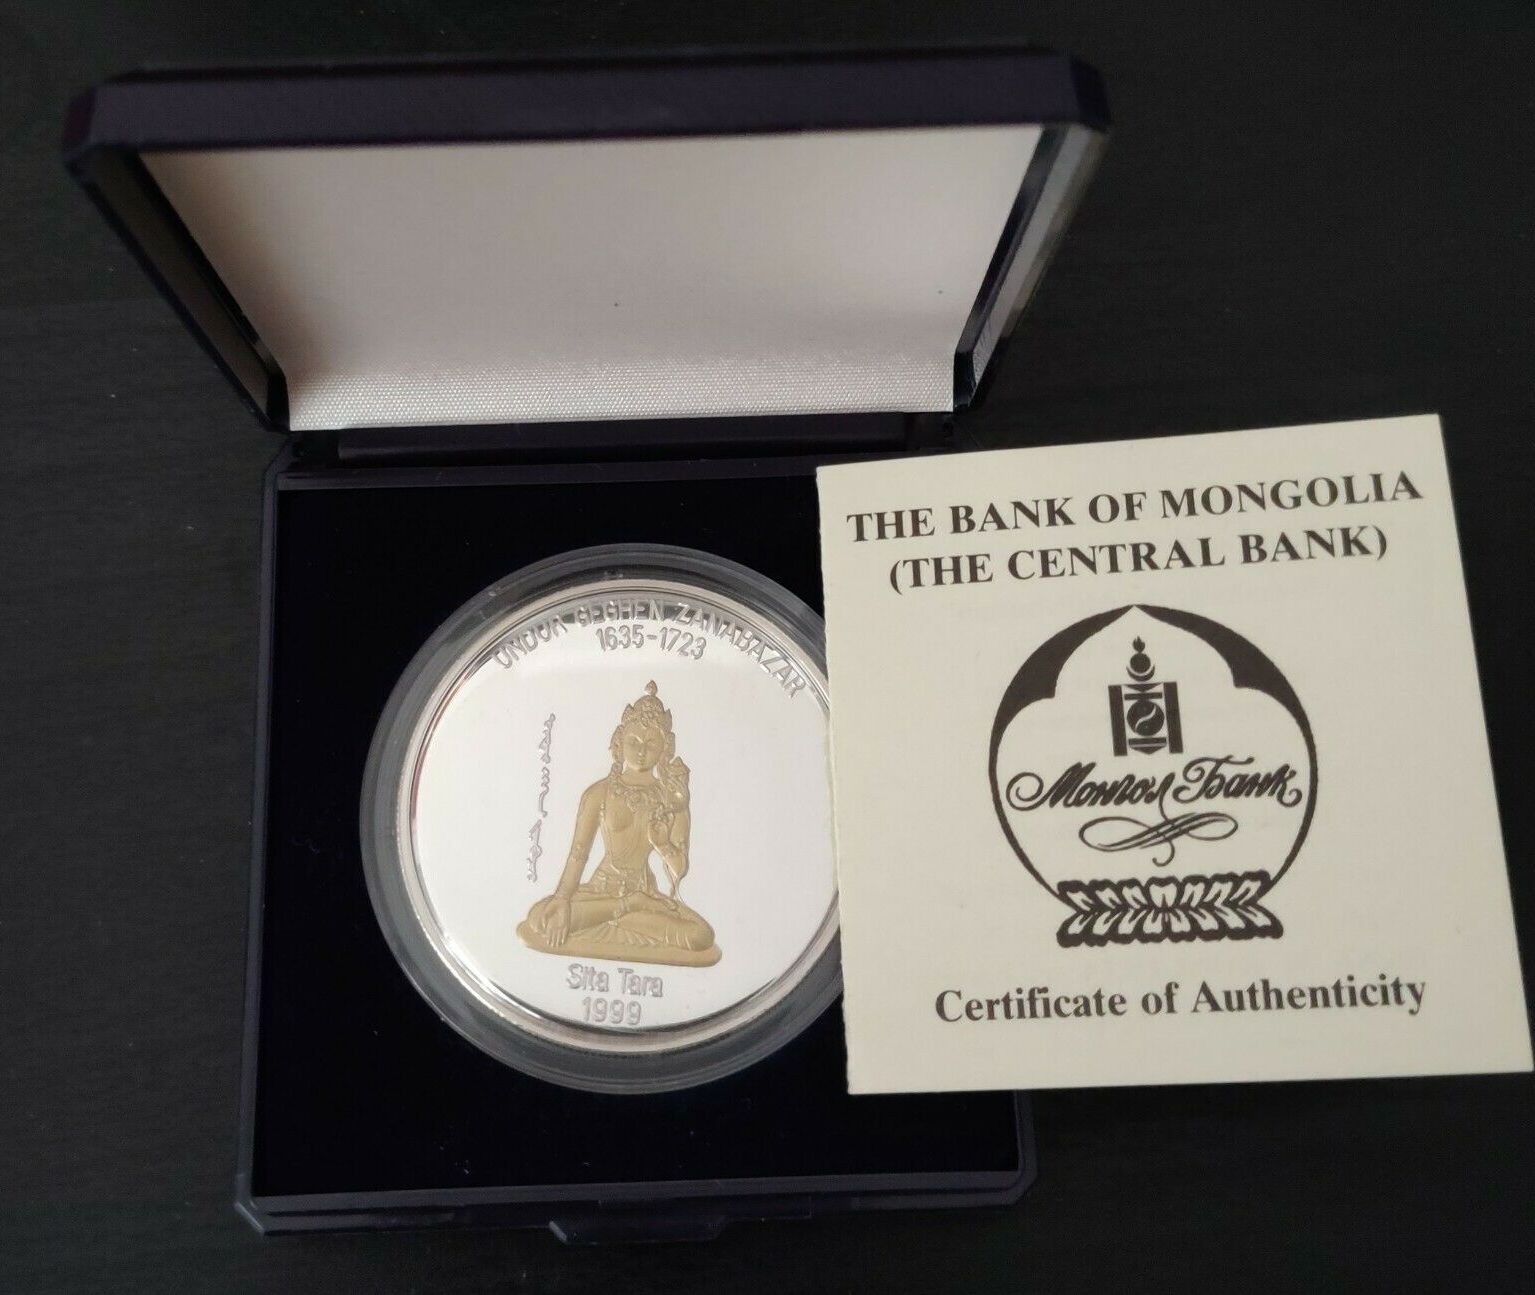 UNDUR GEGHEN ZANABAZAR
1635-1723
Sita Tara
1999
THE BANK OF MONGOLIA
(THE CENTRAL BANK)
Монгол Банк
Certificate of Authenticity